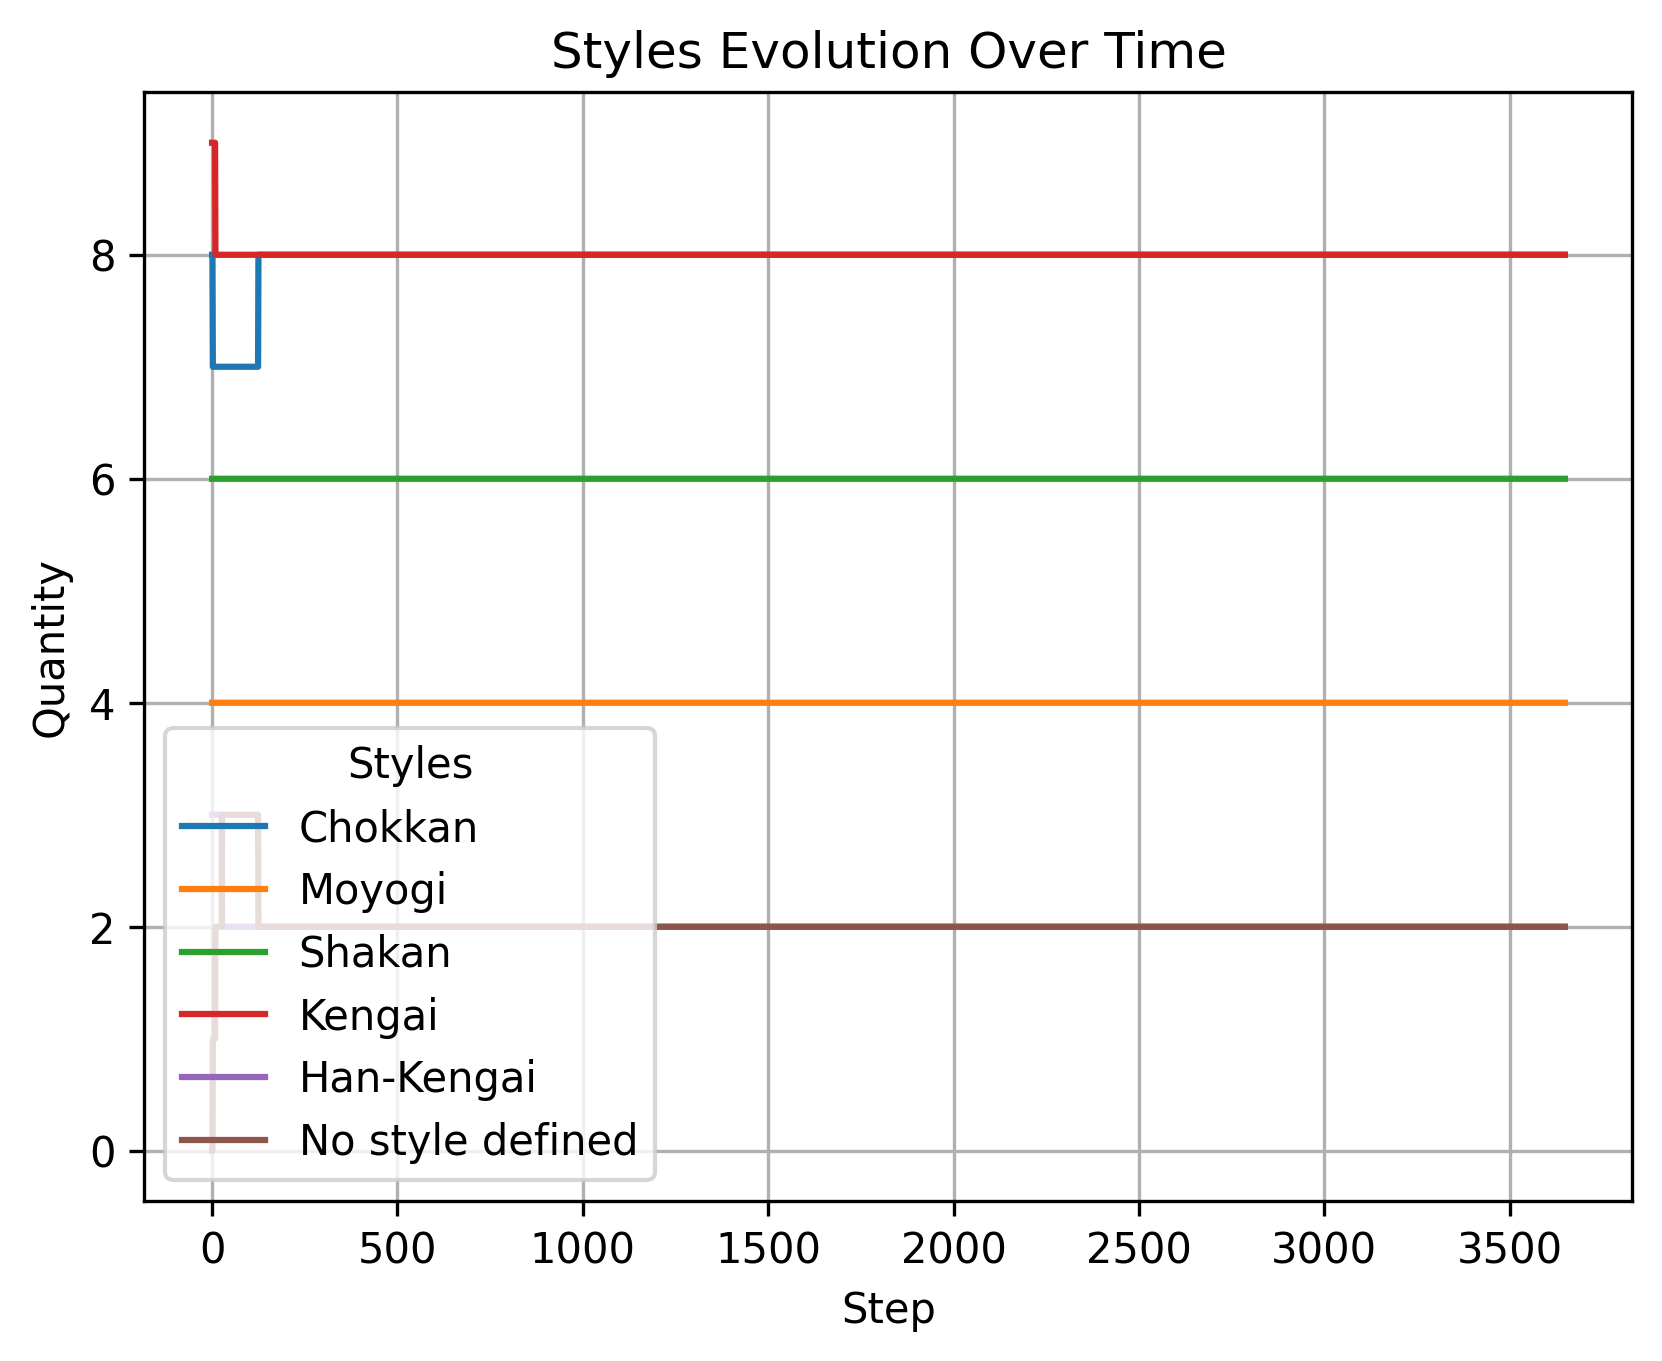 Styles Evolution Over Time
Quantity
8
6
4
2
0
Styles
Chokkan
Moyogi
Shakan
Kengai
Han-Kengai
No style defined
0 500 1000 1500 2000 2500 3000 3500
Step